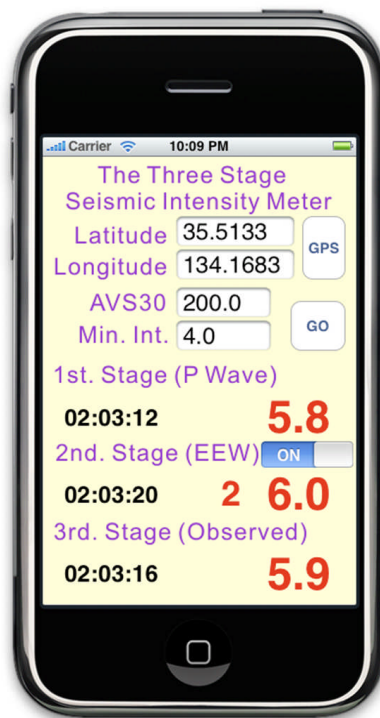 Carrier 10:09 PM
The Three Stage
Seismic Intensity Meter
Latitude 35.5133
GPS
Longitude 134.1683
AVS30 200.0
Min. Int. 4.0
GO
1st. Stage (P Wave)
02:03:12 5.8
2nd. Stage (EEW) ON
02:03:20 2 6.0
3rd. Stage (Observed)
02:03:16 5.9